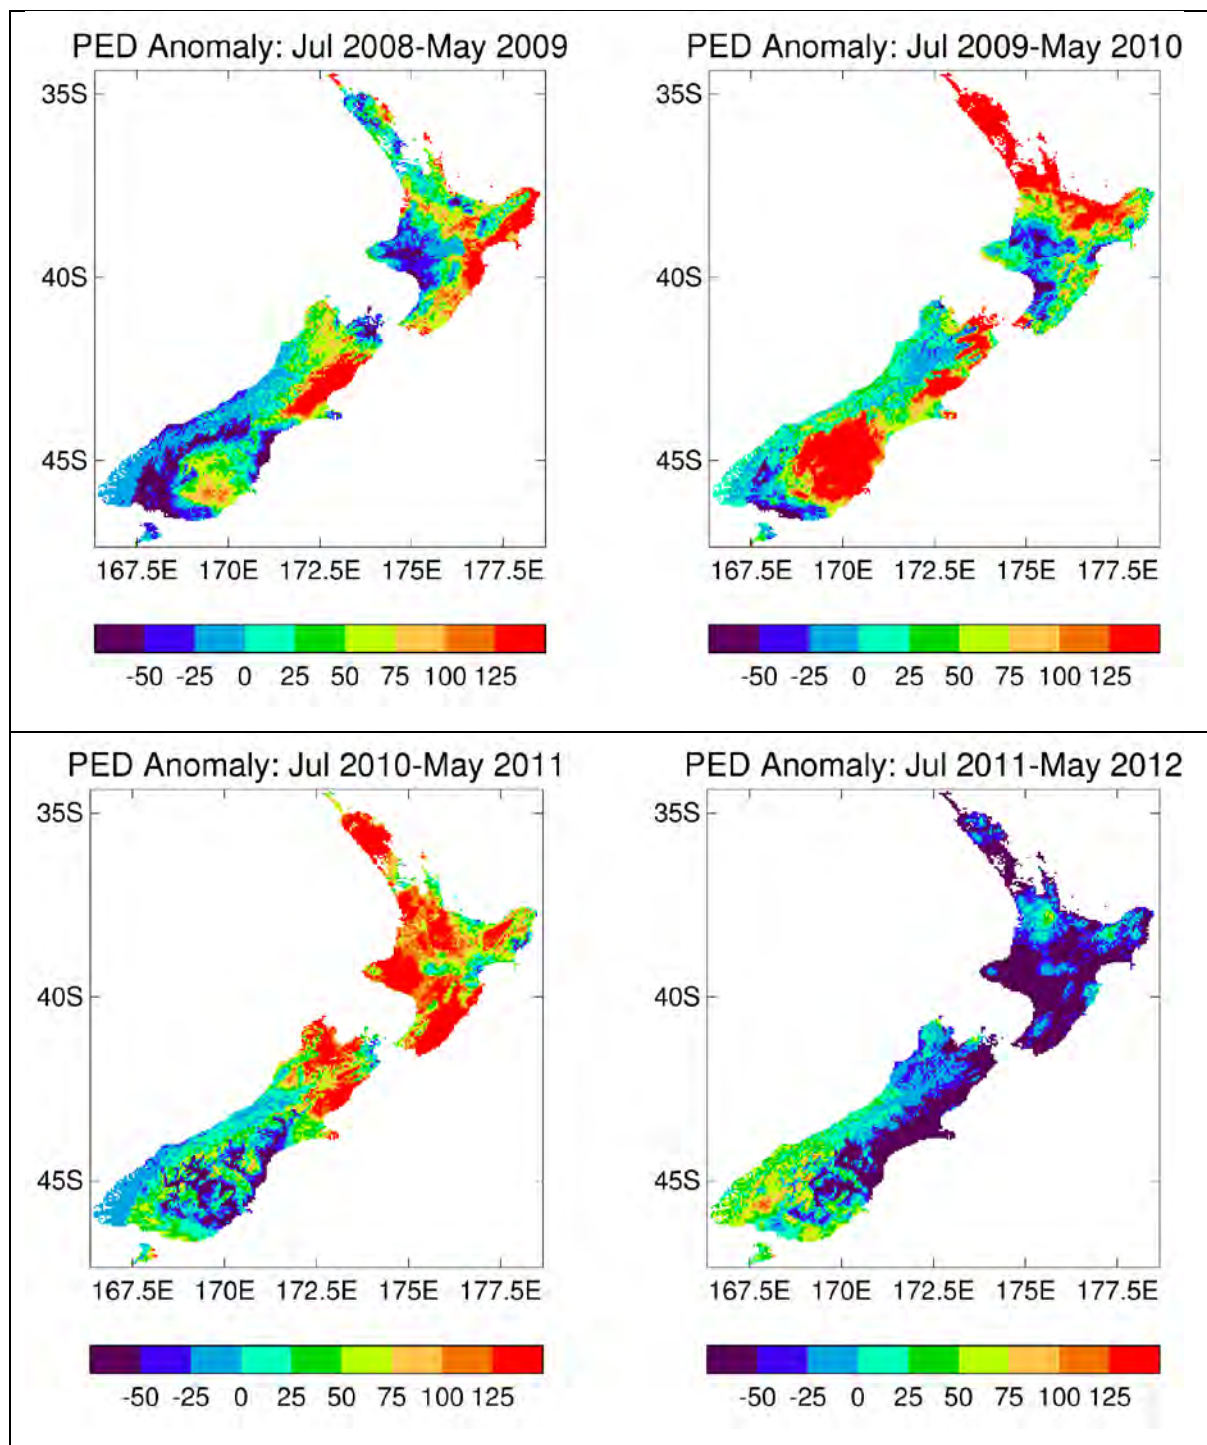 PED Anomaly: Jul 2008-May 2009
35S
40S
45S
167.5E 170E 172.5E 175E 177.5E
-50 -25 0 25 50 75 100 125
PED Anomaly: Jul 2009-May 2010
35S
40S
45S
167.5E 170E 172.5E 175E 177.5E
-50 -25 0 25 50 75 100 125
PED Anomaly: Jul 2010-May 2011
35S
40S
45S
167.5E 170E 172.5E 175E 177.5E
-50 -25 0 25 50 75 100 125
PED Anomaly: Jul 2011-May 2012
35S
40S
45S
167.5E 170E 172.5E 175E 177.5E
-50 -25 0 25 50 75 100 125